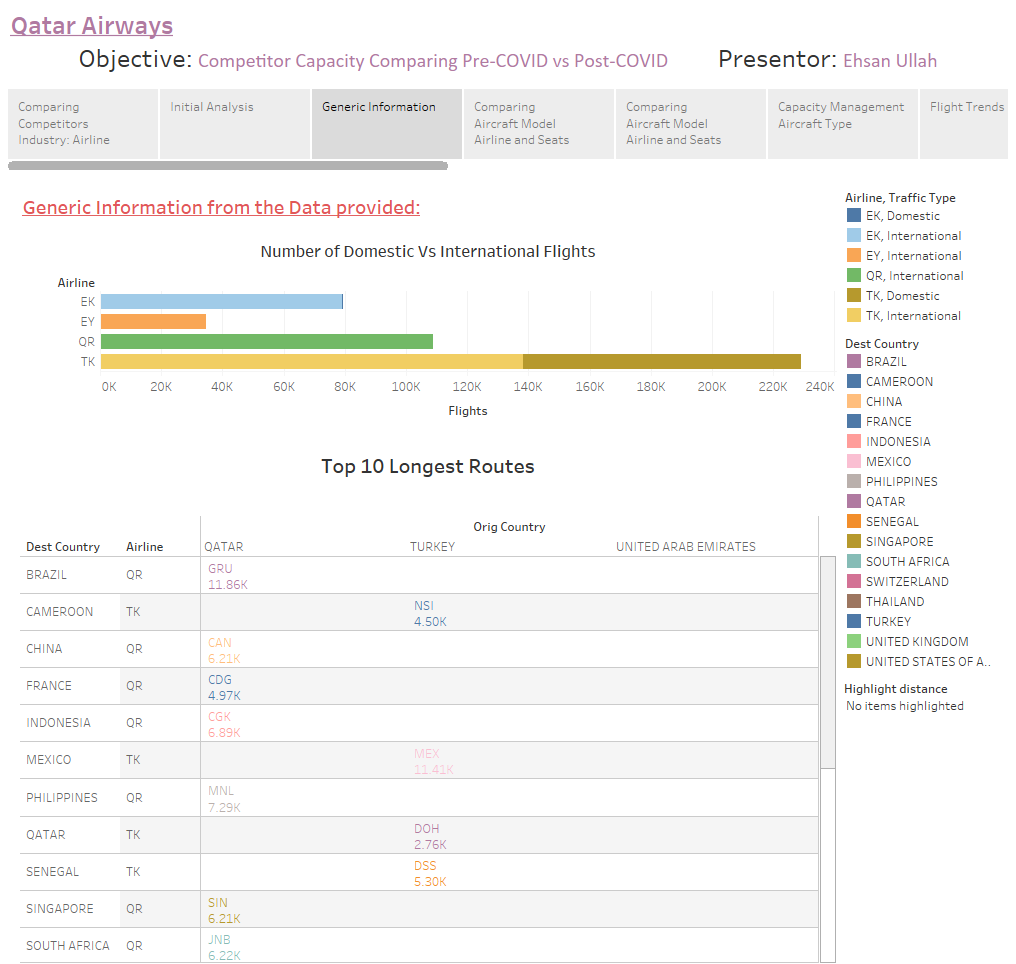 Qatar Airways
Objective: Competitor Capacity Comparing Pre-COVID vs Post-COVID
Presentor: Ehsan Ullah
Comparing
Competitors
Industry: Airline
Initial Analysis
Generic Information
Comparing
Aircraft Model
Airline and Seats
Comparing
Aircraft Model
Airline and Seats
Capacity Management
Aircraft Type
Flight Trends
Generic Information from the Data provided:
Number of Domestic Vs International Flights
Airline
EK
EY
QR
TK
0K 20K 40K 60K 80K 100K 120K 140K 160K 180K 200K 220K 240K
Flights
Airline, Traffic Type
EK, Domestic
EK, International
EY, International
QR, International
TK, Domestic
TK, International
Dest Country
BRAZIL
CAMEROON
CHINA
FRANCE
INDONESIA
MEXICO
PHILIPPINES
QATAR
SENEGAL
SINGAPORE
SOUTH AFRICA
SWITZERLAND
THAILAND
TURKEY
UNITED KINGDOM
UNITED STATES OF A..
Highlight distance
No items highlighted
Top 10 Longest Routes
Orig Country
Dest Country Airline QATAR TURKEY UNITED ARAB EMIRATES
BRAZIL QR GRU
11.86K
CAMEROON TK NSI
4.50K
CHINA QR CAN
6.21K
FRANCE QR CDG
4.97K
INDONESIA QR CGK
6.89K
MEXICO TK MEX
11.41K
PHILIPPINES QR MNL
7.29K
QATAR TK DOH
2.76K
SENEGAL TK DSS
5.30K
SINGAPORE QR SIN
6.21K
SOUTH AFRICA QR JNB
6.22K